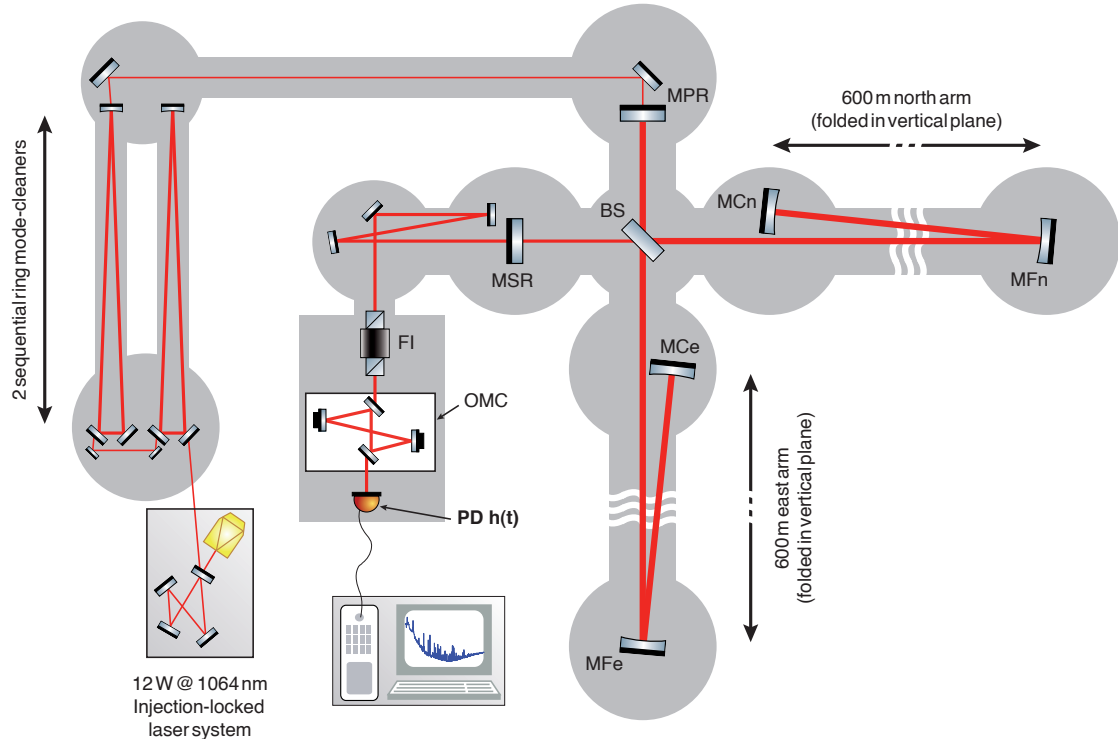 MPR
600 m north arm
(folded in vertical plane)
2 sequential ring mode-cleaners
MCn
BS
MSR
MFn
FI
MCe
OMC
600 m east arm
(folded in vertical plane)
PD h(t)
MFe
12 W @ 1064 nm
Injection-locked
laser system